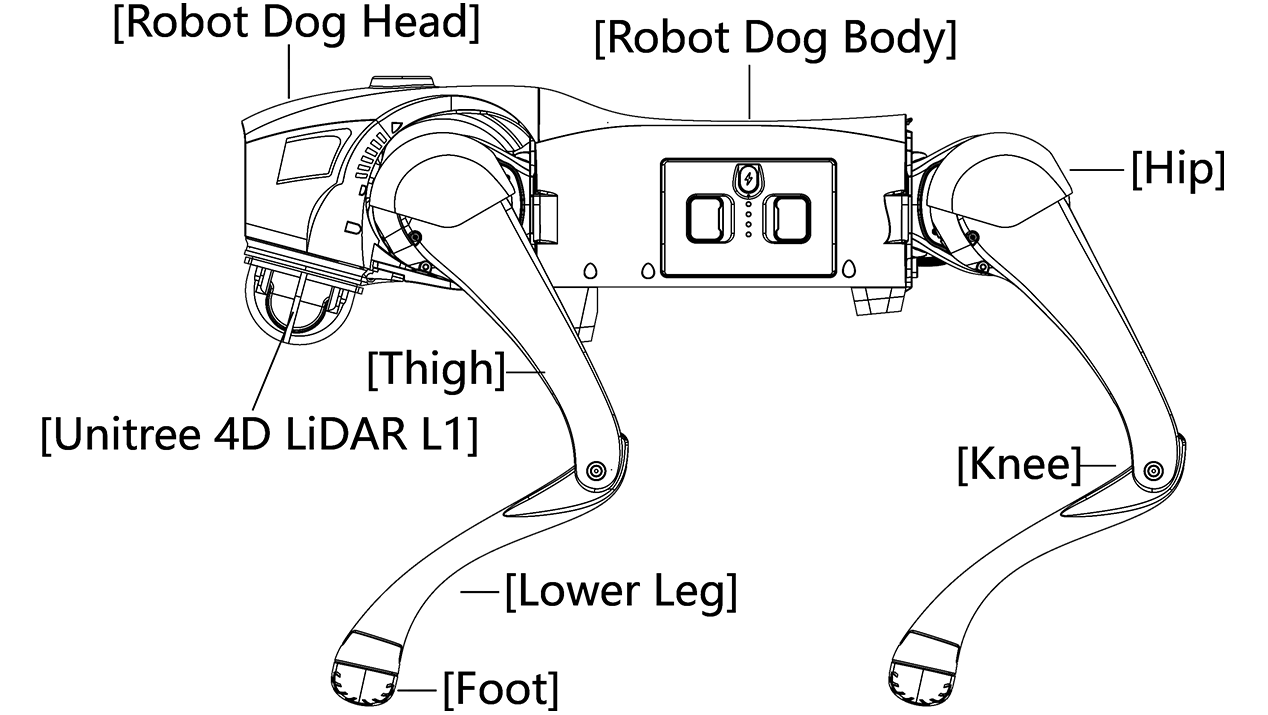 [Robot Dog Head]
[Robot Dog Body]
[Hip]
[Thigh]
[Unitree 4D LiDAR L1]
[Knee]
[Lower Leg]
[Foot]